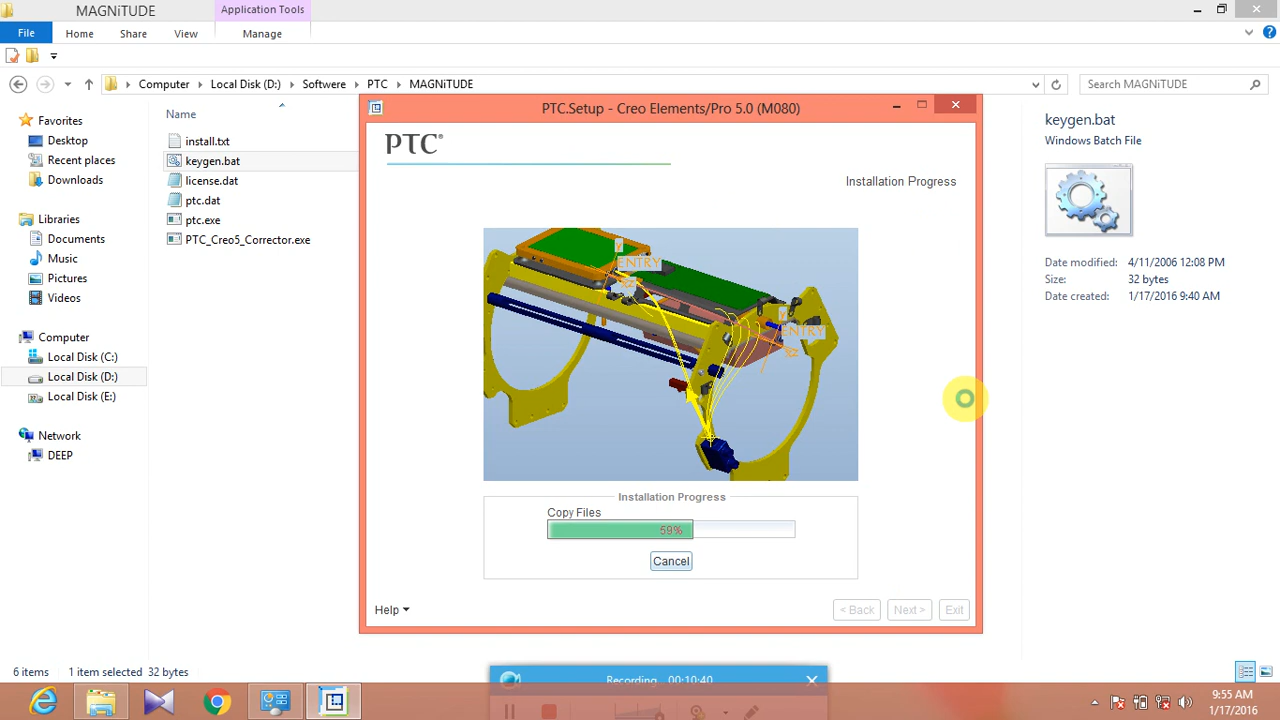 MAGNiTUDE
Application Tools
File
Home
Share
View
Manage
Computer
Local Disk (D:)
Softwere
PTC
MAGNiTUDE
Search MAGNiTUDE
Favorites
Desktop
Recent places
Downloads
Libraries
Documents
Music
Pictures
Videos
Computer
Local Disk (C:)
Local Disk (D:)
Local Disk (E:)
Network
DEEP
Name
install.txt
keygen.bat
license.dat
ptc.dat
ptc.exe
PTC_Creo5_Corrector.exe
PTC.Setup - Creo Elements/Pro 5.0 (M080)
PTC®
Installation Progress
Y
ENTRY
Y
ENTRY
Installation Progress
Copy Files
59%
Cancel
Help
< Back
Next >
Exit
keygen.bat
Windows Batch File
Date modified: 4/11/2006 12:08 PM
Size: 32 bytes
Date created: 1/17/2016 9:40 AM
6 items
1 item selected 32 bytes
Recording 00:10:40
9:55 AM
1/17/2016